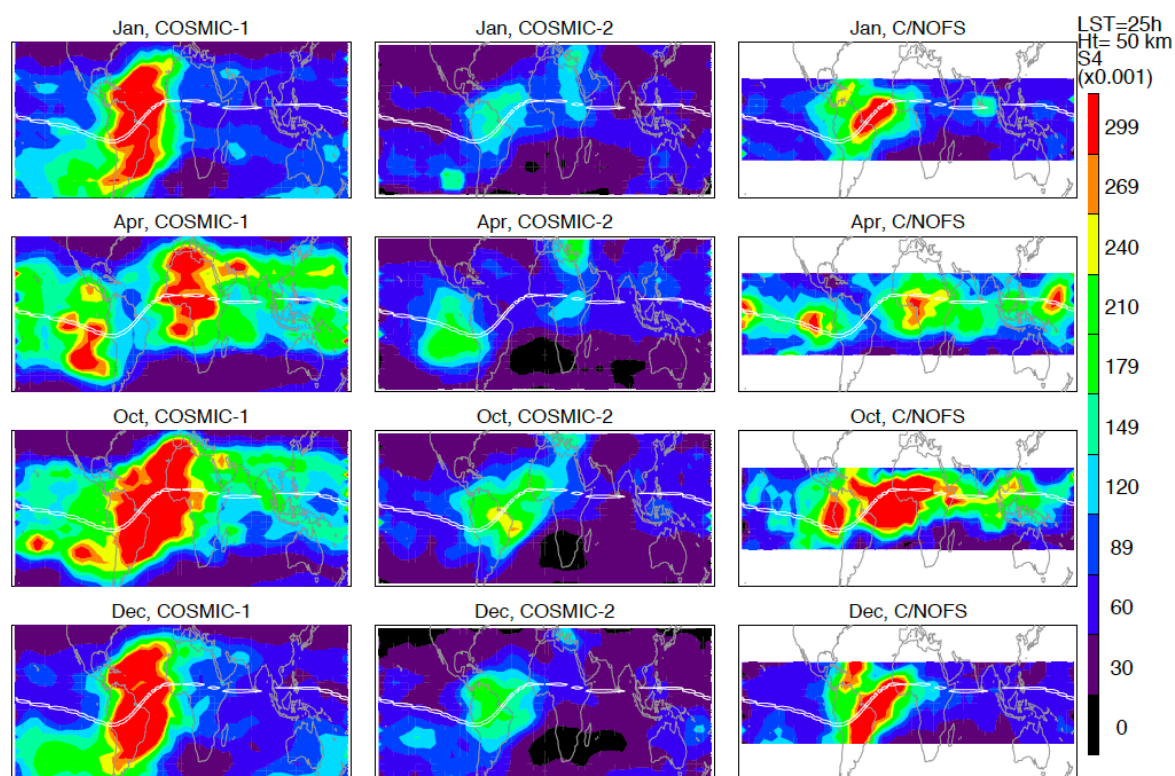 Jan, COSMIC-1
Jan, COSMIC-2
Jan, C/NOFS
LST=25h
Ht= 50 km
S4
(x0.001)
299
269
240
210
179
149
120
89
60
30
0
Apr, COSMIC-1
Apr, COSMIC-2
Apr, C/NOFS
Oct, COSMIC-1
Oct, COSMIC-2
Oct, C/NOFS
Dec, COSMIC-1
Dec, COSMIC-2
Dec, C/NOFS